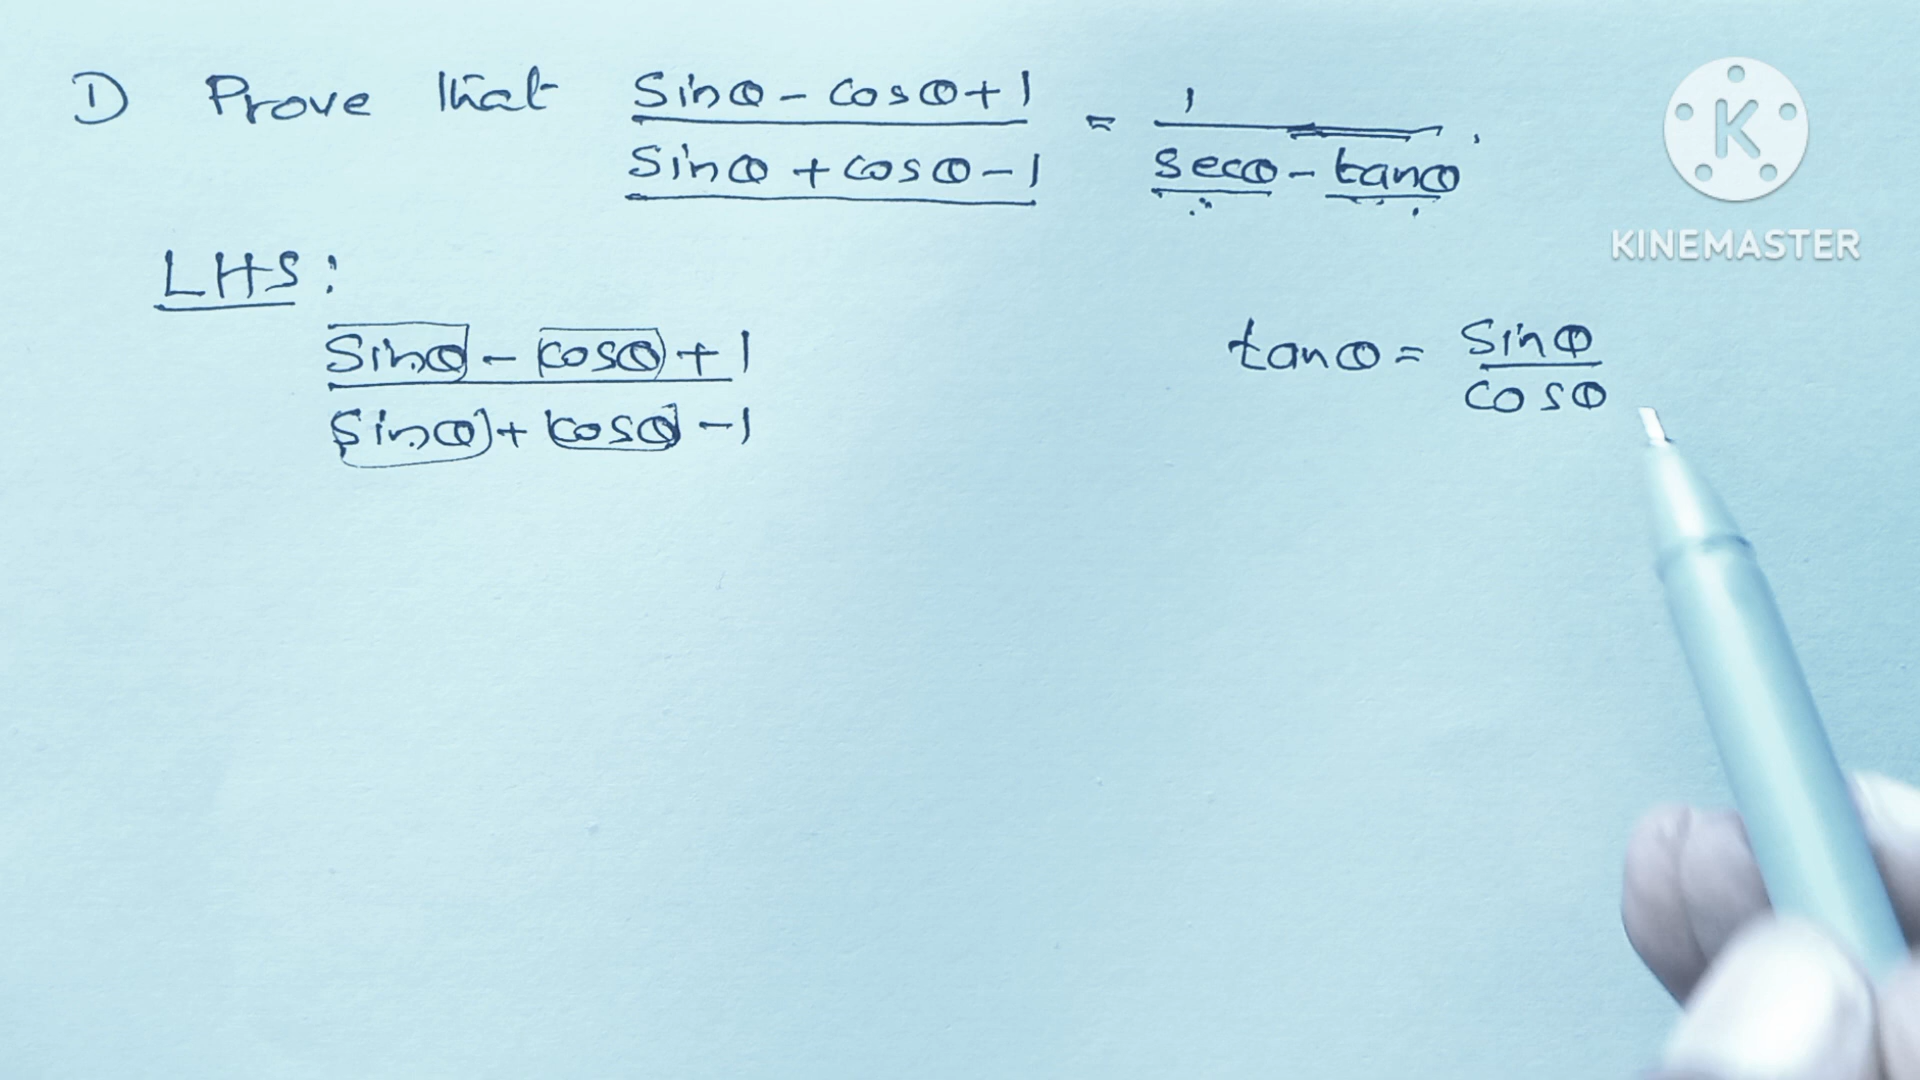 1) Prove that sinθ - cosθ + 1 / sinθ + cosθ - 1 = 1 / secθ - tanθ .
LHS :
sinθ - cosθ + 1 / sinθ + cosθ - 1
tanθ = sinθ / cosθ
K
KINEMASTER